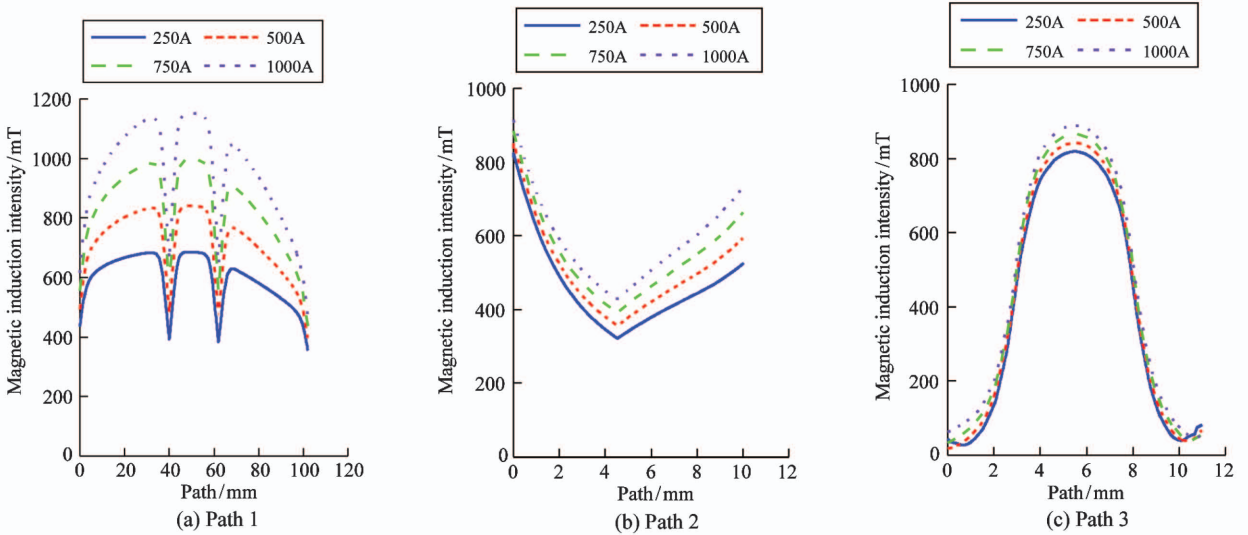 250A 500A
750A 1000A
Magnetic induction intensity/mT
1200
1000
800
600
400
200
0
0 20 40 60 80 100 120
Path/mm
(a) Path 1
250A 500A
750A 1000A
Magnetic induction intensity/mT
1000
800
600
400
200
0
0 2 4 6 8 10 12
Path/mm
(b) Path 2
250A 500A
750A 1000A
Magnetic induction intensity/mT
1000
800
600
400
200
0
0 2 4 6 8 10 12
Path/mm
(c) Path 3